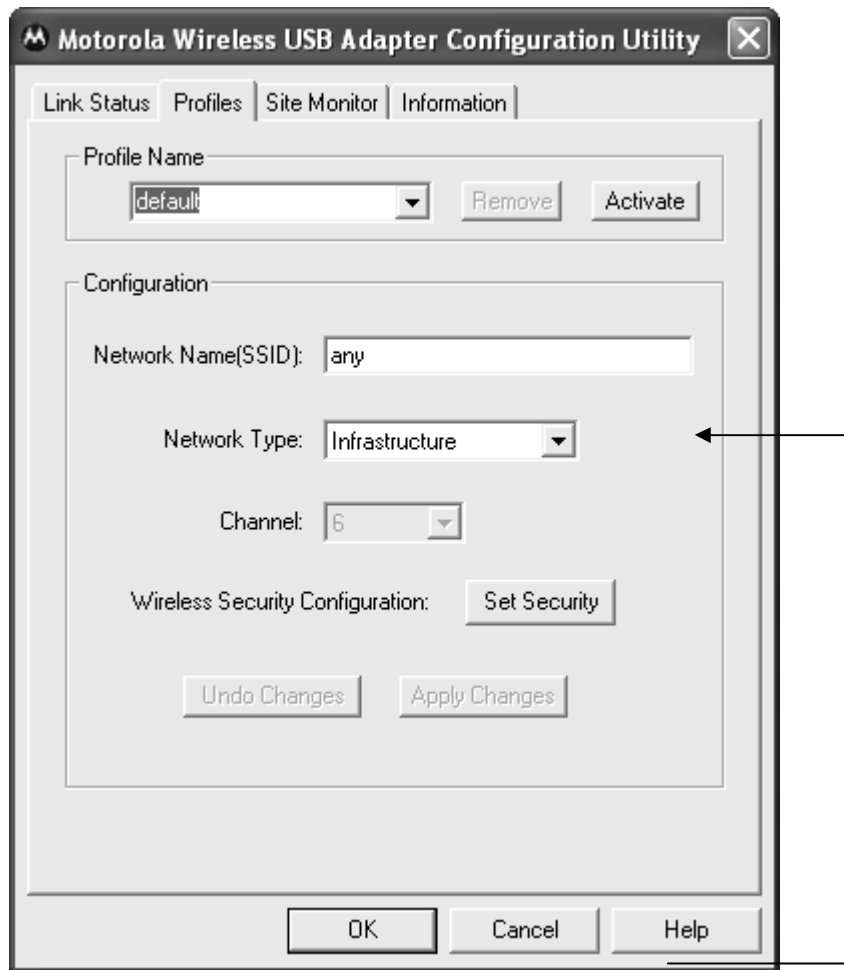 Motorola Wireless USB Adapter Configuration Utility
Link Status Profiles Site Monitor Information
Profile Name
default Remove Activate
Configuration
Network Name(SSID): any
Network Type: Infrastructure
Channel: 6
Wireless Security Configuration: Set Security
Undo Changes Apply Changes
OK Cancel Help